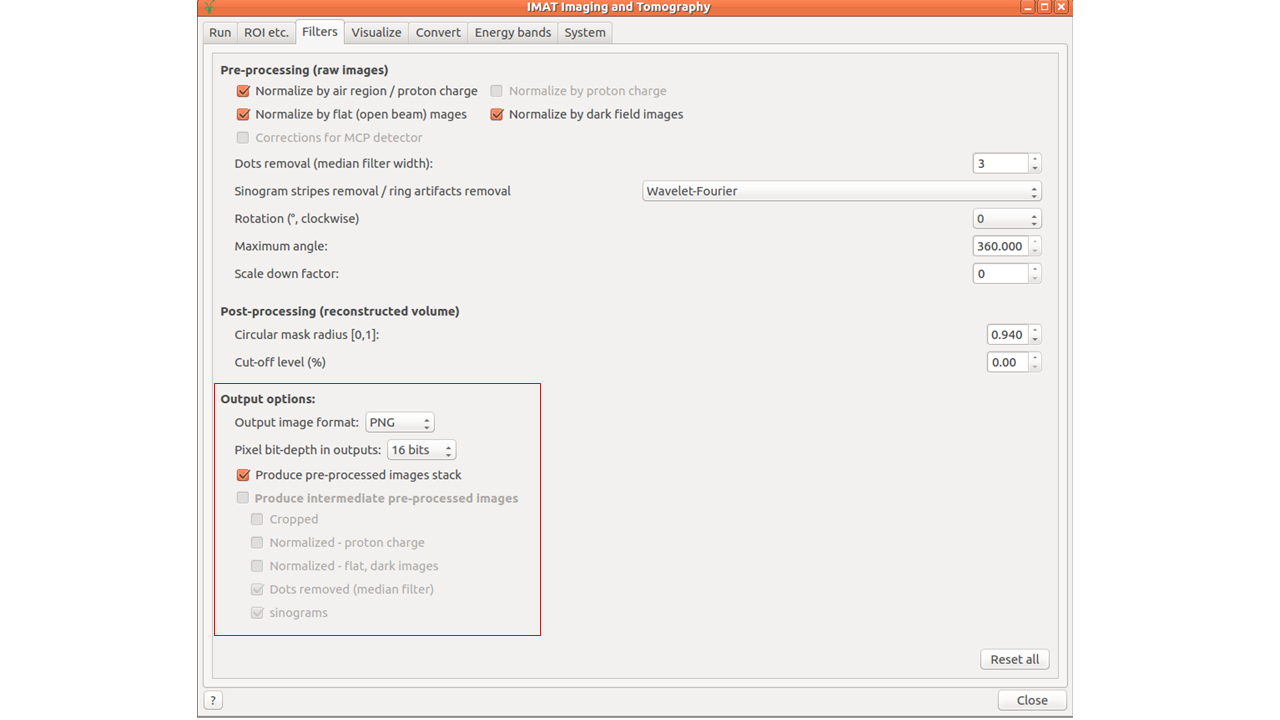 IMAT Imaging and Tomography
Run ROI etc. Filters Visualize Convert Energy bands System
Pre-processing (raw images)
Normalize by air region / proton charge Normalize by proton charge
Normalize by flat (open beam) mages Normalize by dark field images
Corrections for MCP detector
Dots removal (median filter width): 3
Sinogram stripes removal / ring artifacts removal Wavelet-Fourier
Rotation (°, clockwise) 0
Maximum angle: 360.000
Scale down factor: 0
Post-processing (reconstructed volume)
Circular mask radius [0,1]: 0.940
Cut-off level (%) 0.00
Output options:
Output image format: PNG
Pixel bit-depth in outputs: 16 bits
Produce pre-processed images stack
Produce intermediate pre-processed images
Cropped
Normalized - proton charge
Normalized - flat, dark images
Dots removed (median filter)
sinograms
Reset all
? Close